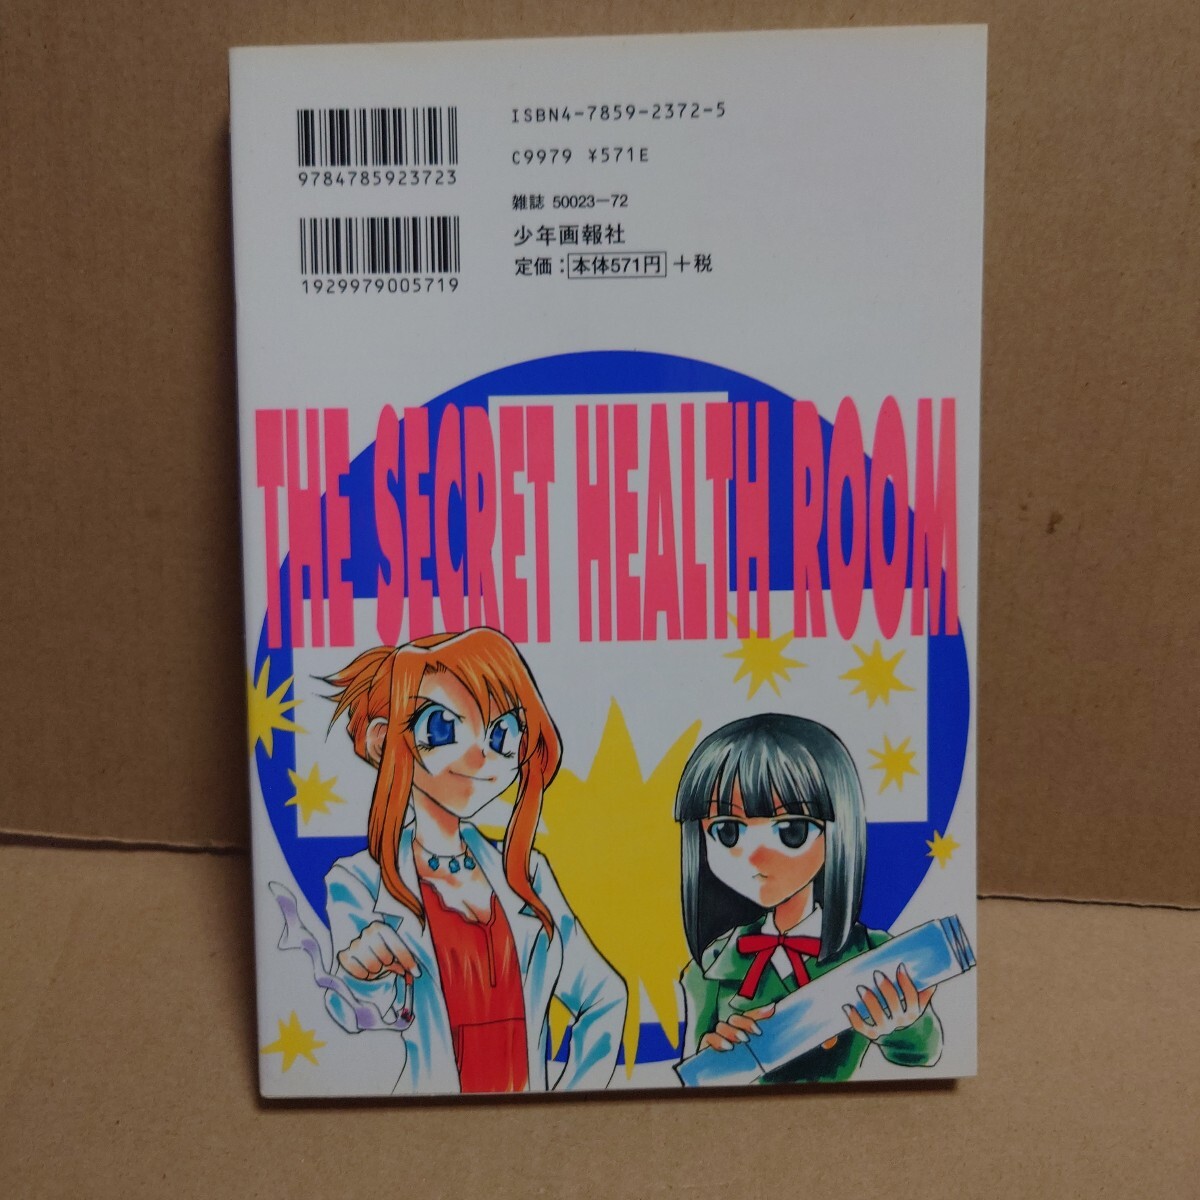 9784785923723
1929979005719
ISBN4-7859-2372-5
C9979 ¥571E
雑誌 50023-72
少年画報社
定価：本体571円＋税
THE SECRET HEALTH ROOM